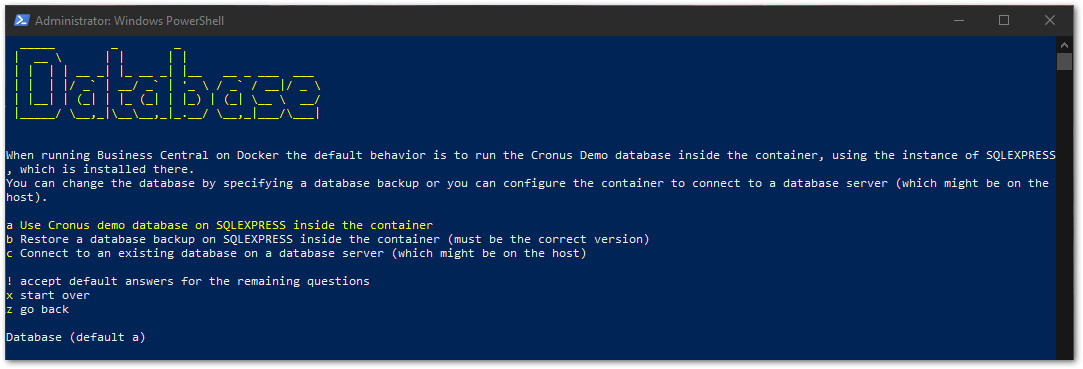 Administrator: Windows PowerShell
Database
When running Business Central on Docker the default behavior is to run the Cronus Demo database inside the container, using the instance of SQLEXPRESS
, which is installed there.
You can change the database by specifying a database backup or you can configure the container to connect to a database server (which might be on the
host).
a Use Cronus demo database on SQLEXPRESS inside the container
b Restore a database backup on SQLEXPRESS inside the container (must be the correct version)
c Connect to an existing database on a database server (which might be on the host)
! accept default answers for the remaining questions
x start over
z go back
Database (default a)